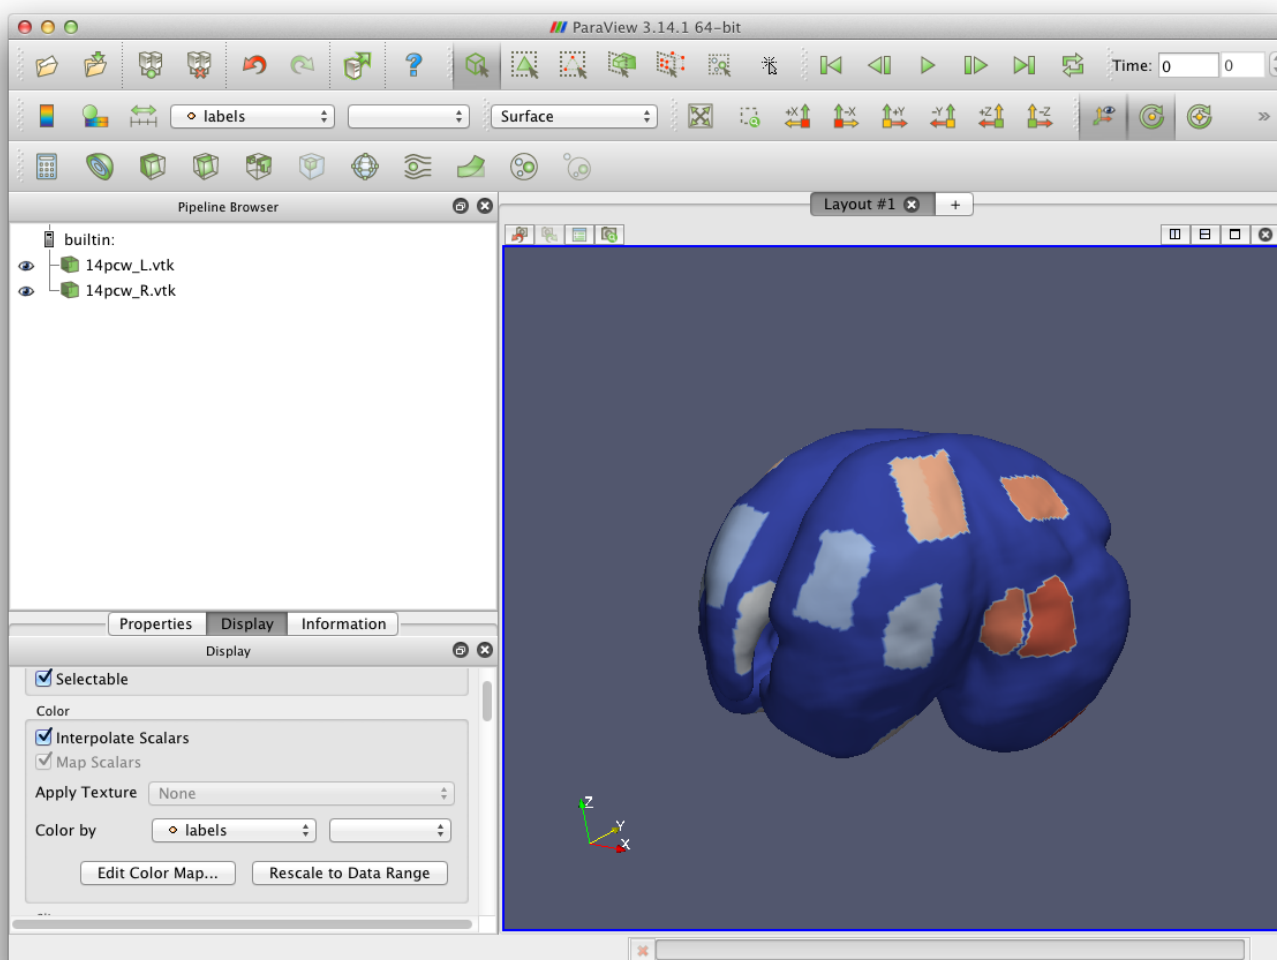 ParaView 3.14.1 64-bit
? Time: 0 0
labels Surface +X -X +Y -Y +Z -Z »
Pipeline Browser
Layout #1 +
builtin:
14pcw_L.vtk
14pcw_R.vtk
Properties Display Information
Display
Selectable
Color
Interpolate Scalars
Map Scalars
Apply Texture None
Color by labels
Edit Color Map... Rescale to Data Range
Z
Y
X